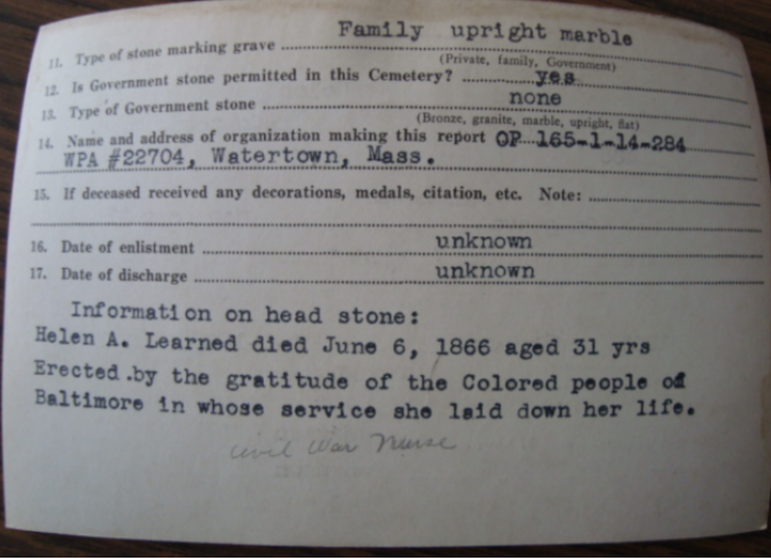 11. Type of stone marking grave Family upright marble
(Private, family, Government)
12. Is Government stone permitted in this Cemetery? yes
13. Type of Government stone none
(Bronze, granite, marble, upright, flat)
14. Name and address of organization making this report OP 165-1-14-284
WPA #22704, Watertown, Mass.
15. If deceased received any decorations, medals, citation, etc. Note:
16. Date of enlistment unknown
17. Date of discharge unknown
Information on head stone:
Helen A. Learned died June 6, 1866 aged 31 yrs
Erected by the gratitude of the Colored people of
Baltimore in whose service she laid down her life.
Civil War Nurse